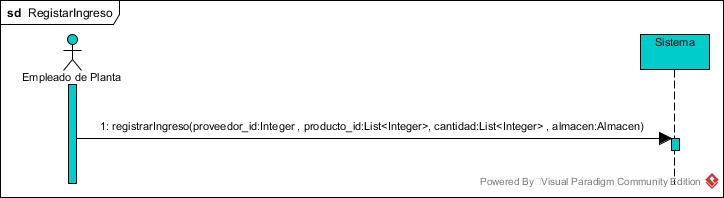 sd RegistarIngreso
Sistema
Empleado de Planta
1: registrarIngreso(proveedor_id:Integer , producto_id:List<Integer>, cantidad:List<Integer> , almacen:Almacen)
Powered By Visual Paradigm Community Edition